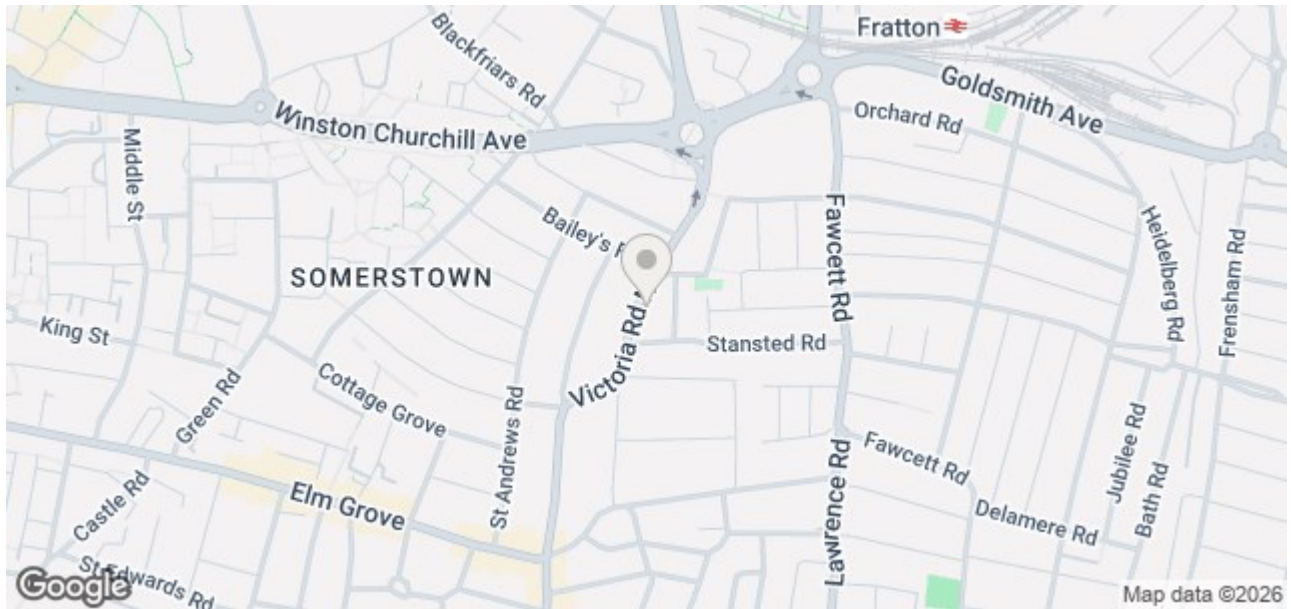 Fratton
Blackfriars Rd
Goldsmith Ave
Winston Churchill Ave
Orchard Rd
Middle St
Bailey's
Fawcett Rd
Heidelberg Rd
Frensham Rd
SOMERSTOWN
King St
Victoria Rd
Stansted Rd
Cottage Grove
Green Rd
St Andrews Rd
Jubilee Rd
Fawcett Rd
Bath Rd
Lawrence Rd
Castle Rd
Elm Grove
Delamere Rd
St Edwards Rd
Google
Map data ©2026